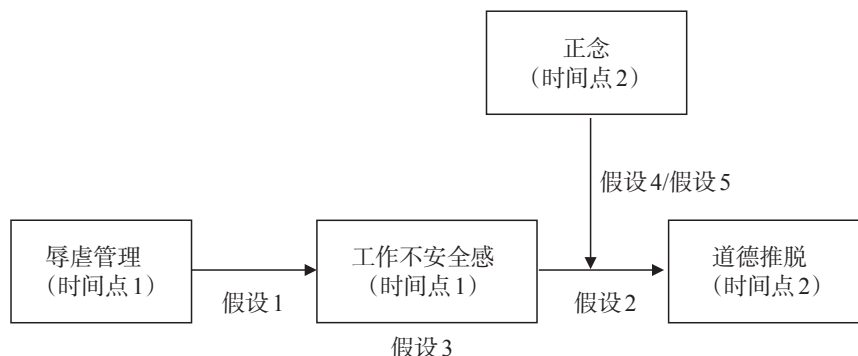 正念
（时间点2）
假设4/假设5
辱虐管理
（时间点1）
工作不安全感
（时间点1）
道德推脱
（时间点2）
假设1
假设2
假设3